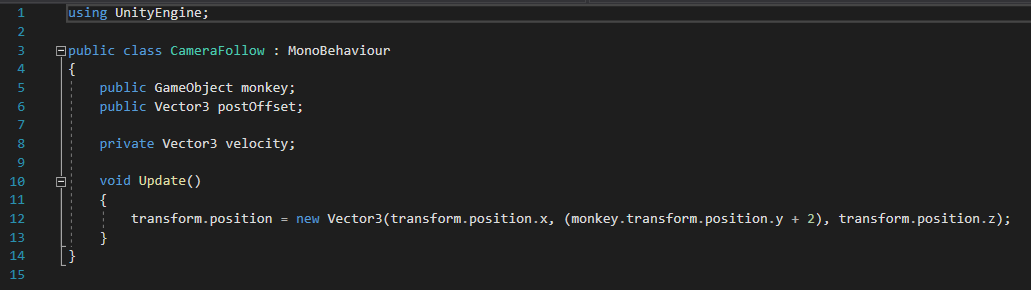 1 using UnityEngine;
2
3 public class CameraFollow : MonoBehaviour
4 {
5 public GameObject monkey;
6 public Vector3 postOffset;
7
8 private Vector3 velocity;
9
10 void Update()
11 {
12 transform.position = new Vector3(transform.position.x, (monkey.transform.position.y + 2), transform.position.z);
13 }
14 }
15